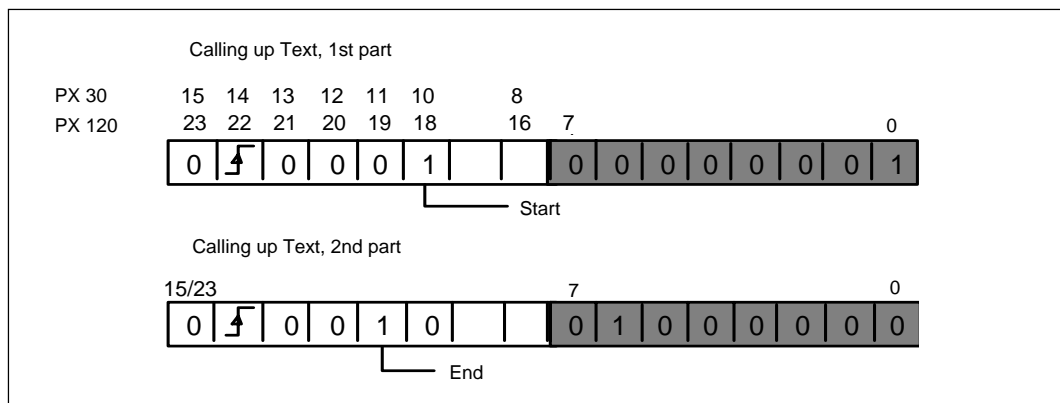 Calling up Text, 1st part
PX 30 15 14 13 12 11 10 8
PX 120 23 22 21 20 19 18 16 7 0
0 0 0 0 1 0 0 0 0 0 0 0 1
Start
Calling up Text, 2nd part
15/23 7 0
0 0 0 1 0 0 1 0 0 0 0 0 0
End